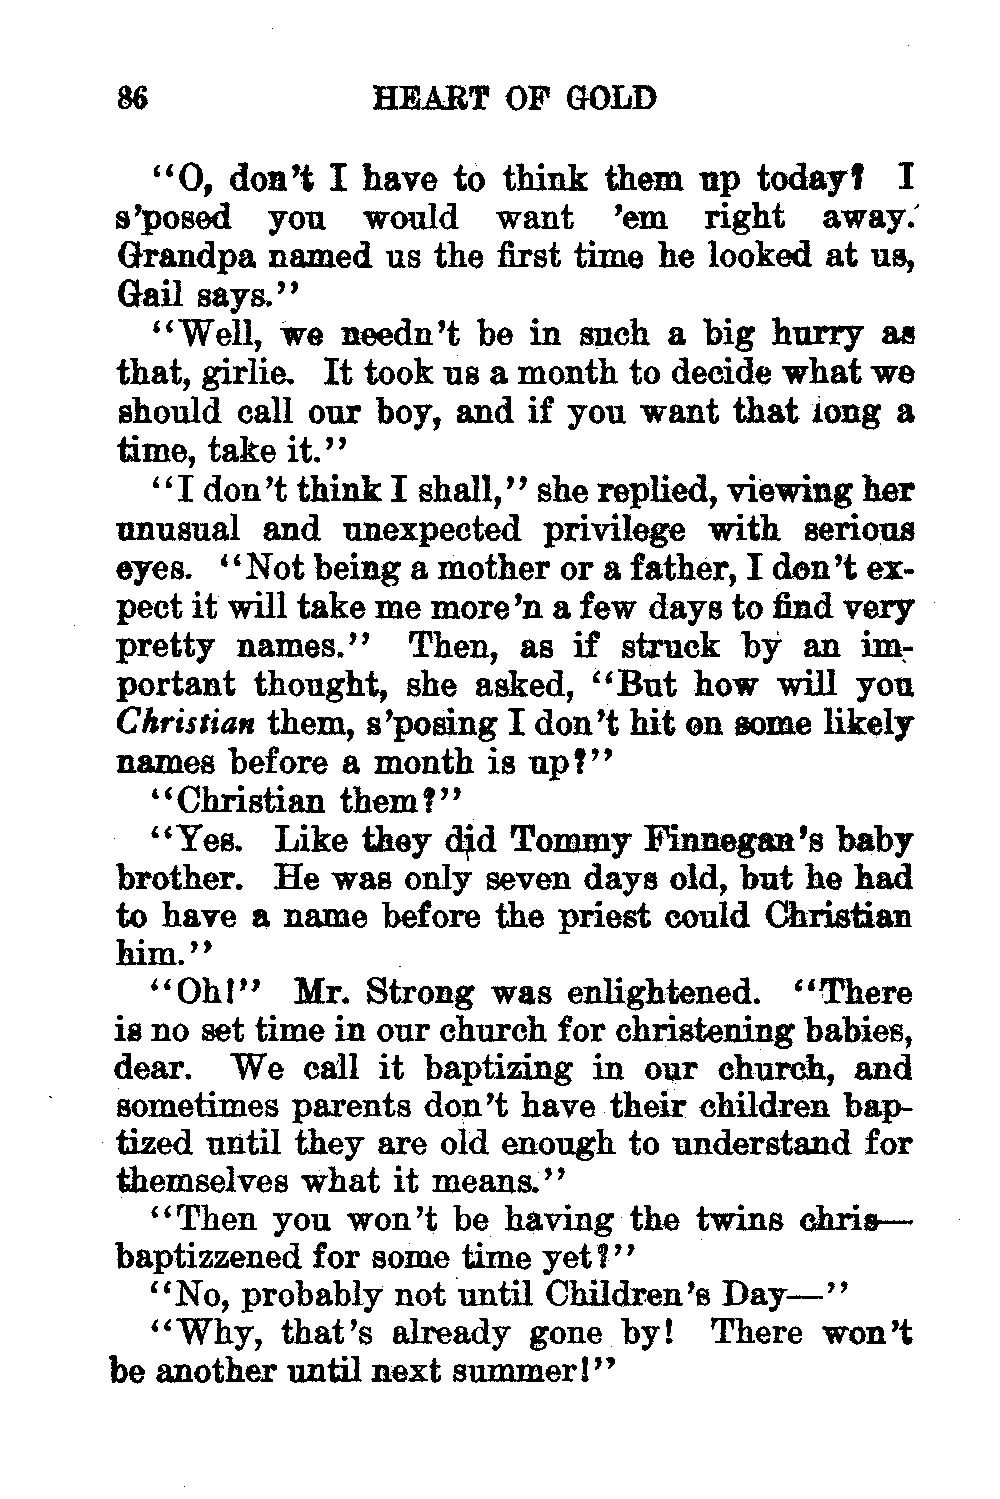 86 HEART OF GOLD
"O, don't I have to think them up today? I
s'posed you would want 'em right away.
Grandpa named us the first time he looked at us,
Gail says."
"Well, we needn't be in such a big hurry as
that, girlie. It took us a month to decide what we
should call our boy, and if you want that long a
time, take it."
"I don't think I shall," she replied, viewing her
unusual and unexpected privilege with serious
eyes. "Not being a mother or a father, I don't ex-
pect it will take me more'n a few days to find very
pretty names." Then, as if struck by an im-
portant thought, she asked, "But how will you
Christian them, s'posing I don't hit on some likely
names before a month is up?"
"Christian them?"
"Yes. Like they did Tommy Finnegan's baby
brother. He was only seven days old, but he had
to have a name before the priest could Christian
him."
"Oh!" Mr. Strong was enlightened. "There
is no set time in our church for christening babies,
dear. We call it baptizing in our church, and
sometimes parents don't have their children bap-
tized until they are old enough to understand for
themselves what it means."
"Then you won't be having the twins chris—
baptizzened for some time yet?"
"No, probably not until Children's Day—"
"Why, that's already gone by! There won't
be another until next summer!"